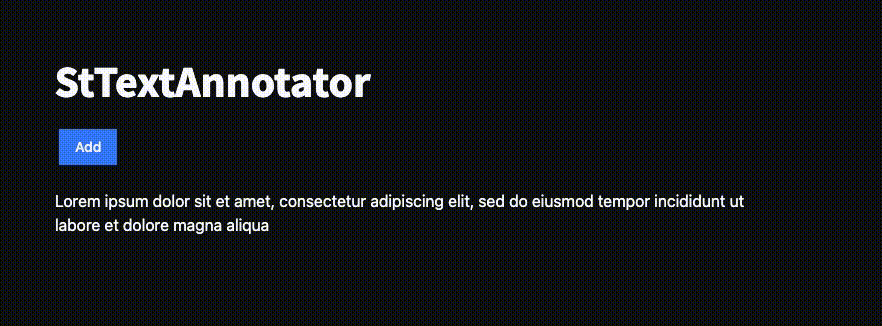 StTextAnnotator
Add
Lorem ipsum dolor sit et amet, consectetur adipiscing elit, sed do eiusmod tempor incididunt ut
labore et dolore magna aliqua